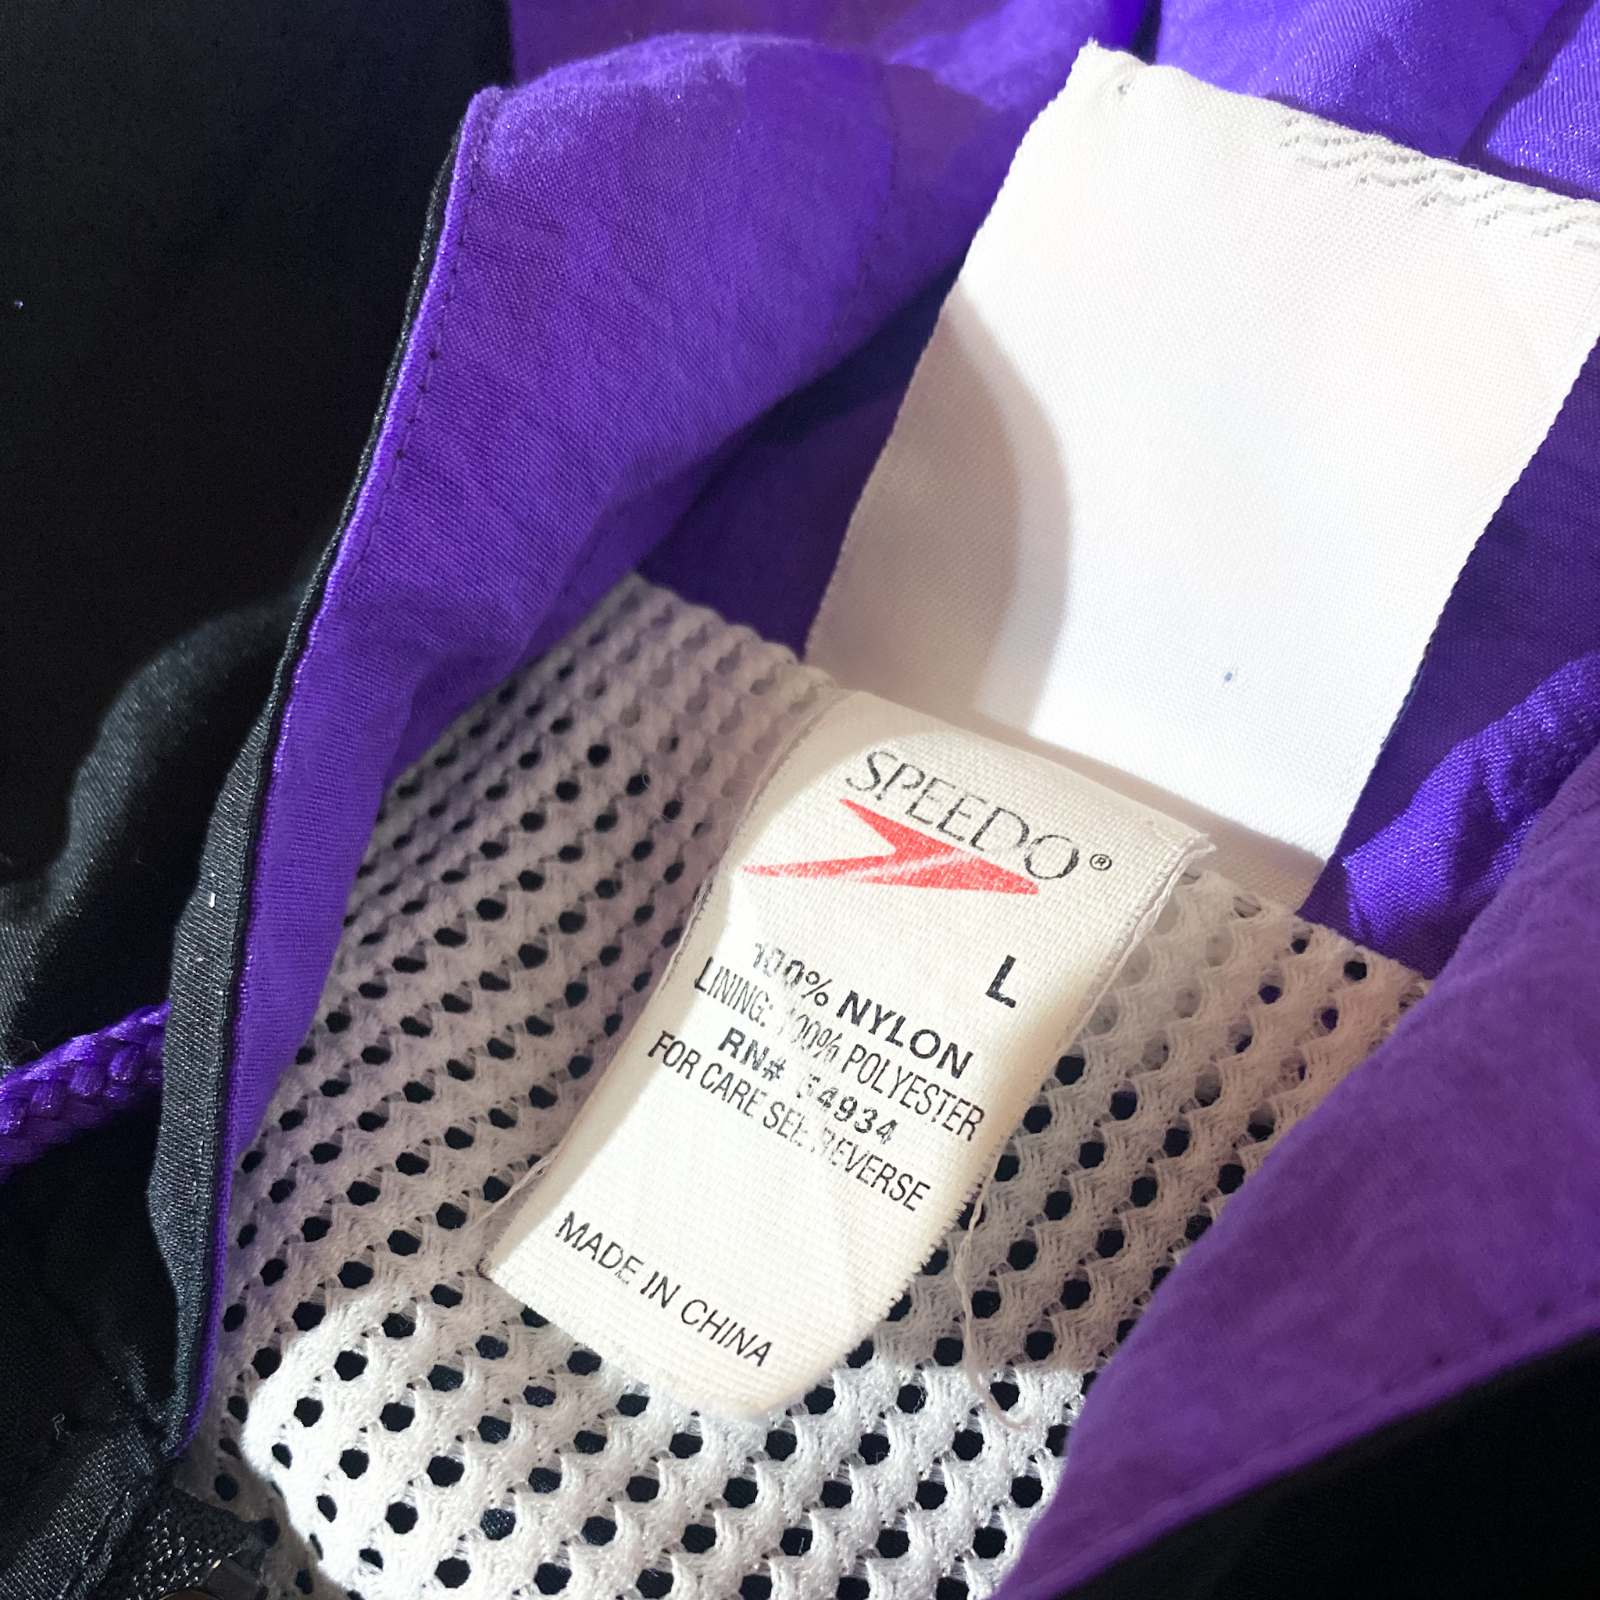 SPEEDO®
L
100% NYLON
LINING: 100% POLYESTER
RN# 54934
FOR CARE SEE REVERSE
MADE IN CHINA